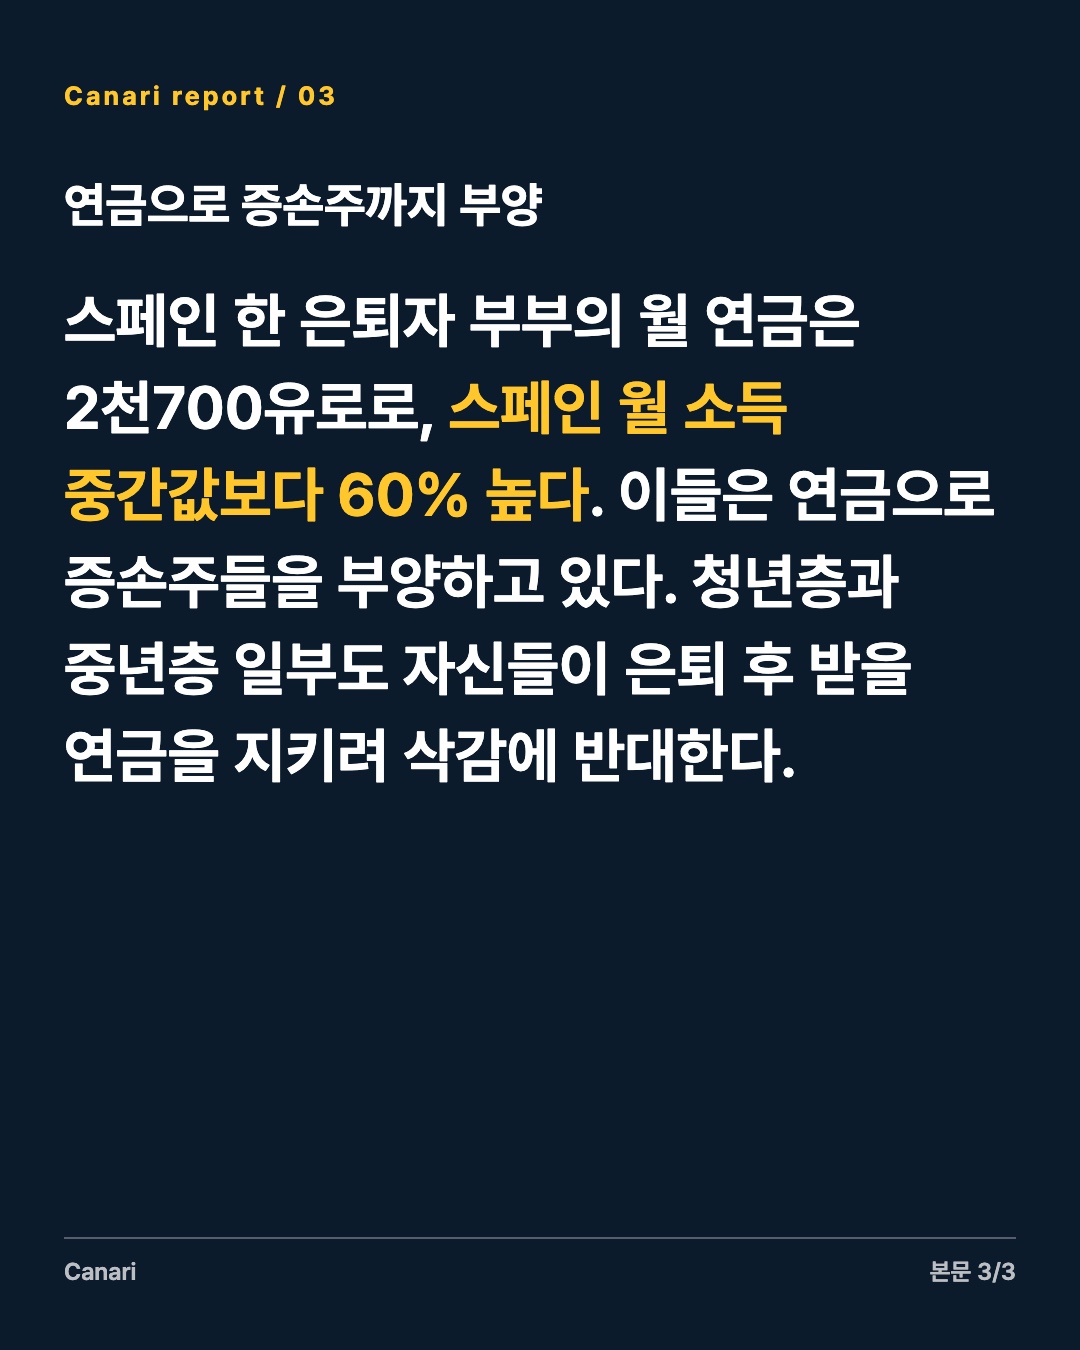 Canari report / 03
연금으로 증손주까지 부양
스페인 한 은퇴자 부부의 월 연금은
2천700유로로, 스페인 월 소득
중간값보다 60% 높다. 이들은 연금으로
증손주들을 부양하고 있다. 청년층과
중년층 일부도 자신들이 은퇴 후 받을
연금을 지키려 삭감에 반대한다.
Canari
본문 3/3